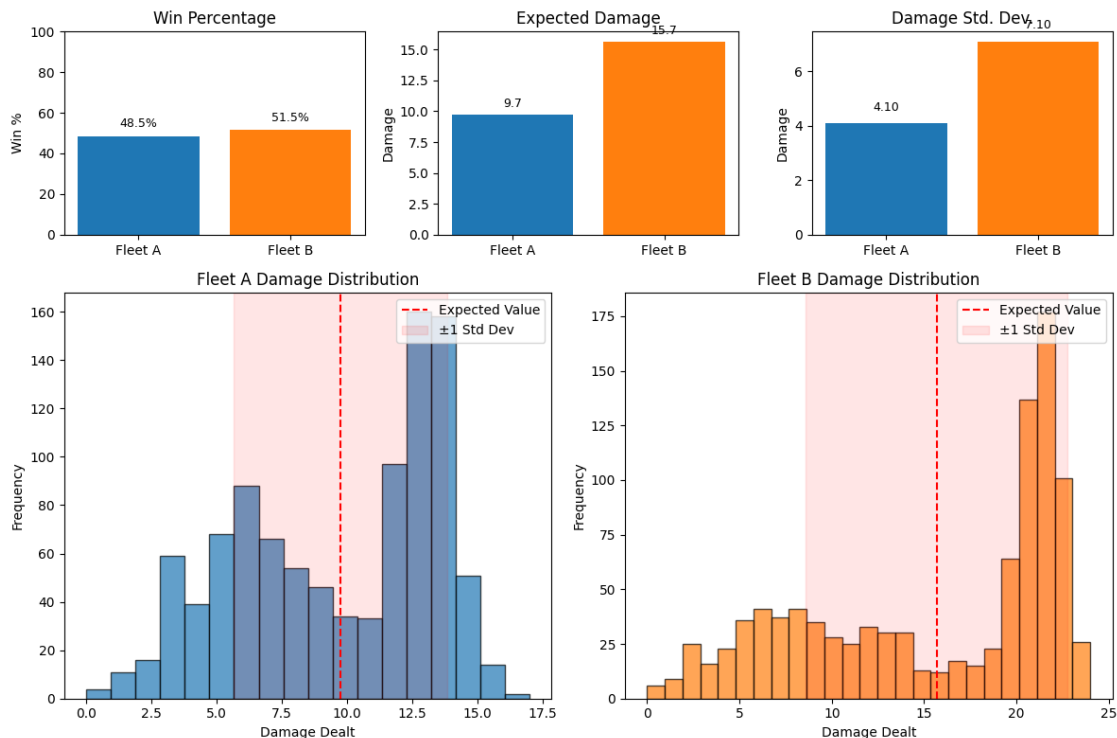 Win Percentage
Win %
100
80
60
40
20
0
48.5%
51.5%
Fleet A
Fleet B
Expected Damage
Damage
15.0
12.5
10.0
7.5
5.0
2.5
0.0
9.7
15.7
Fleet A
Fleet B
Damage Std. Dev.
Damage
6
4
2
0
4.10
7.10
Fleet A
Fleet B
Fleet A Damage Distribution
Frequency
160
140
120
100
80
60
40
20
0
Expected Value
±1 Std Dev
0.0
2.5
5.0
7.5
10.0
12.5
15.0
17.5
Damage Dealt
Fleet B Damage Distribution
Frequency
175
150
125
100
75
50
25
0
Expected Value
±1 Std Dev
0
5
10
15
20
25
Damage Dealt